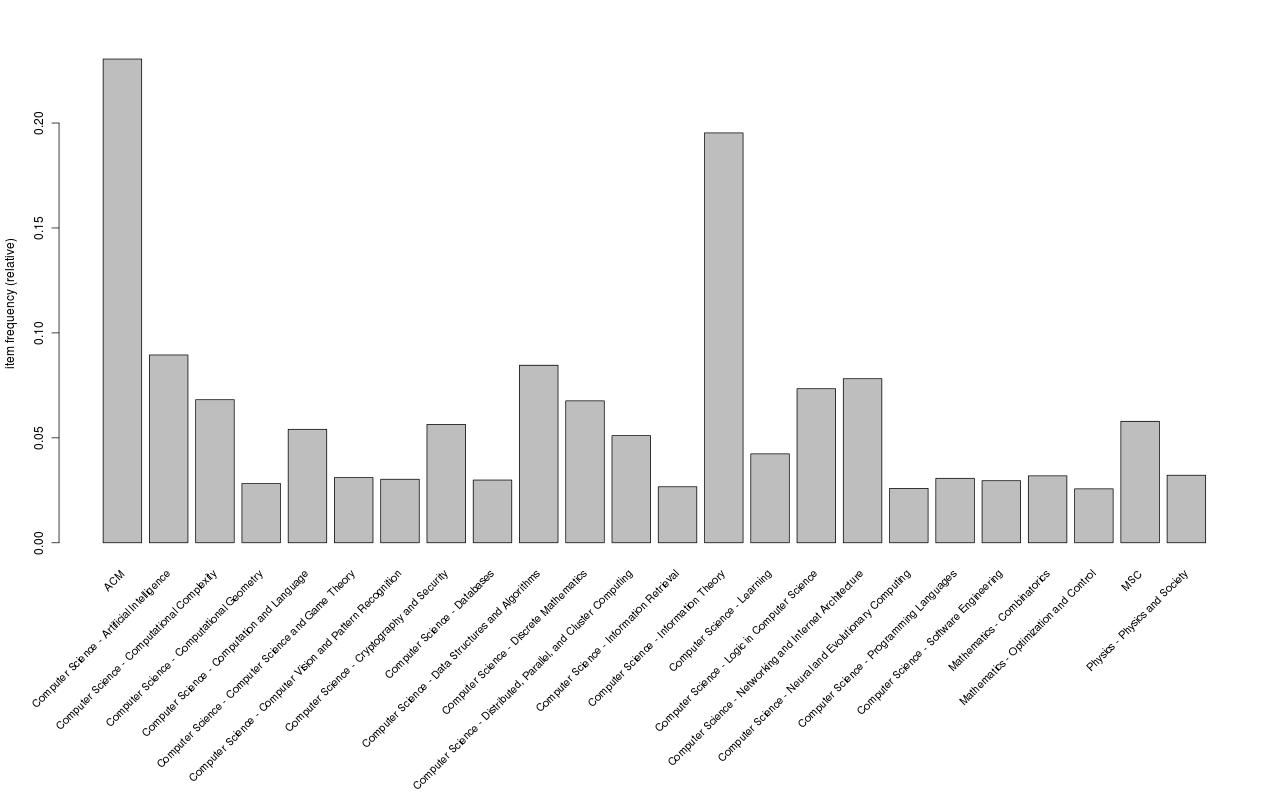 item frequency (relative)
0.20
0.15
0.10
0.05
0.00
ACM
Computer Science - Artificial Intelligence
Computer Science - Computational Complexity
Computer Science - Computational Geometry
Computer Science - Computation and Language
Computer Science - Computer Science and Game Theory
Computer Science - Computer Vision and Pattern Recognition
Computer Science - Cryptography and Security
Computer Science - Databases
Computer Science - Data Structures and Algorithms
Computer Science - Discrete Mathematics
Computer Science - Distributed, Parallel, and Cluster Computing
Computer Science - Information Retrieval
Computer Science - Information Theory
Computer Science - Learning
Computer Science - Logic in Computer Science
Computer Science - Networking and Internet Architecture
Computer Science - Neural and Evolutionary Computing
Computer Science - Programming Languages
Computer Science - Software Engineering
Mathematics - Combinatorics
Mathematics - Optimization and Control
MSC
Physics - Physics and Society